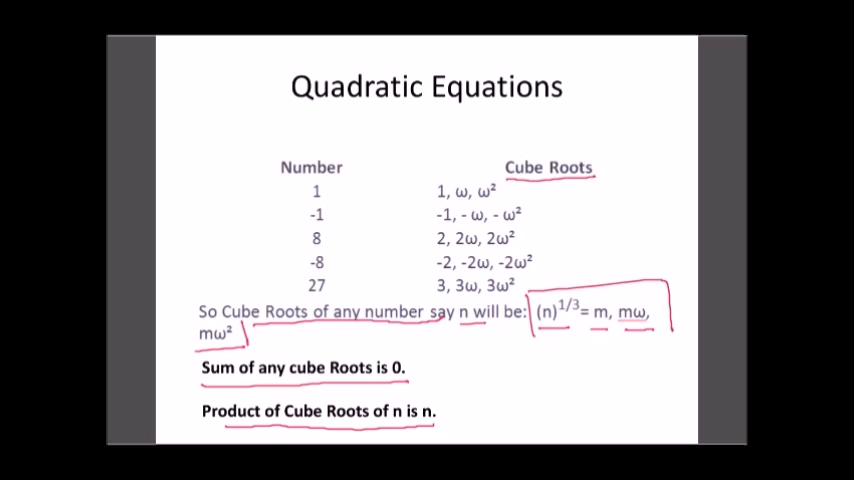 Quadratic Equations
Number Cube Roots
1 1, ω, ω²
-1 -1, - ω, - ω²
8 2, 2ω, 2ω²
-8 -2, -2ω, -2ω²
27 3, 3ω, 3ω²
So Cube Roots of any number say n will be: (n)^1/3= m, mω,
mω²
Sum of any cube Roots is 0.
Product of Cube Roots of n is n.